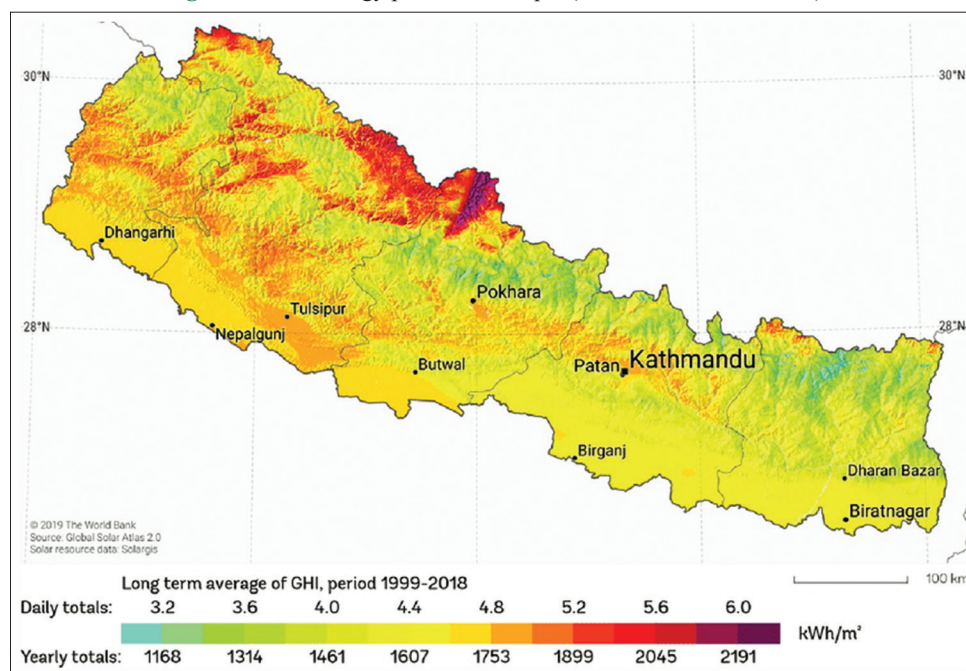 30°N
30°N
Dhangarhi
Pokhara
Tulsipur
28°N
28°N
Nepalgunj
Butwal
Patan
Kathmandu
Birganj
Dharan Bazar
Biratnagar
© 2019 The World Bank
Source: Global Solar Atlas 2.0
Solar resource data: Solargis
Long term average of GHI, period 1999-2018
100 km
Daily totals: 3.2 3.6 4.0 4.4 4.8 5.2 5.6 6.0
kWh/m²
Yearly totals: 1168 1314 1461 1607 1753 1899 2045 2191